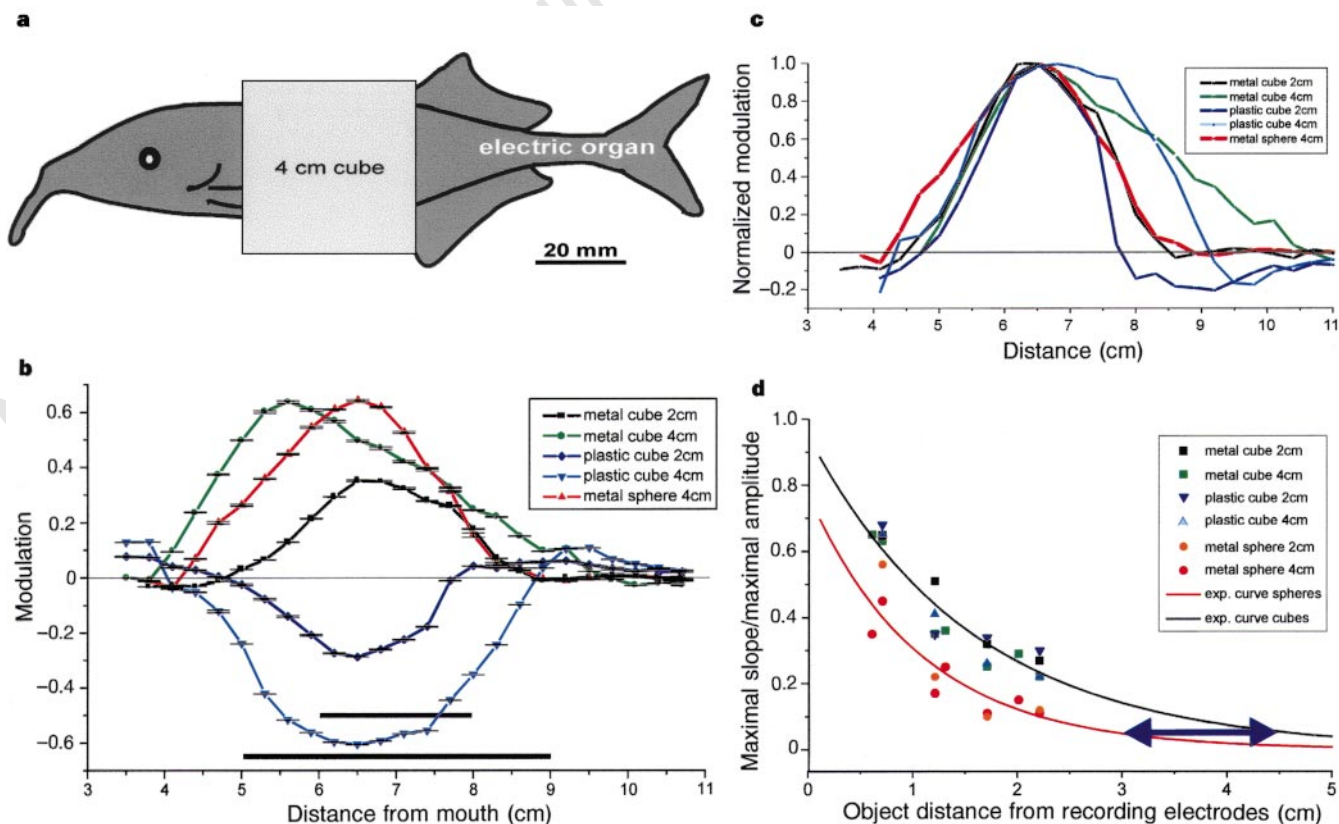 a
4 cm cube
electric organ
20 mm
b
Modulation
0.6
0.4
0.2
0
−0.2
−0.4
−0.6
metal cube 2cm
metal cube 4cm
plastic cube 2cm
plastic cube 4cm
metal sphere 4cm
3 4 5 6 7 8 9 10 11
Distance from mouth (cm)
c
Normalized modulation
1.0
0.8
0.6
0.4
0.2
0
−0.2
metal cube 2cm
metal cube 4cm
plastic cube 2cm
plastic cube 4cm
metal sphere 4cm
3 4 5 6 7 8 9 10 11
Distance (cm)
d
Maximal slope/maximal amplitude
1.0
0.8
0.6
0.4
0.2
0
metal cube 2cm
metal cube 4cm
plastic cube 2cm
plastic cube 4cm
metal sphere 2cm
metal sphere 4cm
exp. curve spheres
exp. curve cubes
0 1 2 3 4 5
Object distance from recording electrodes (cm)